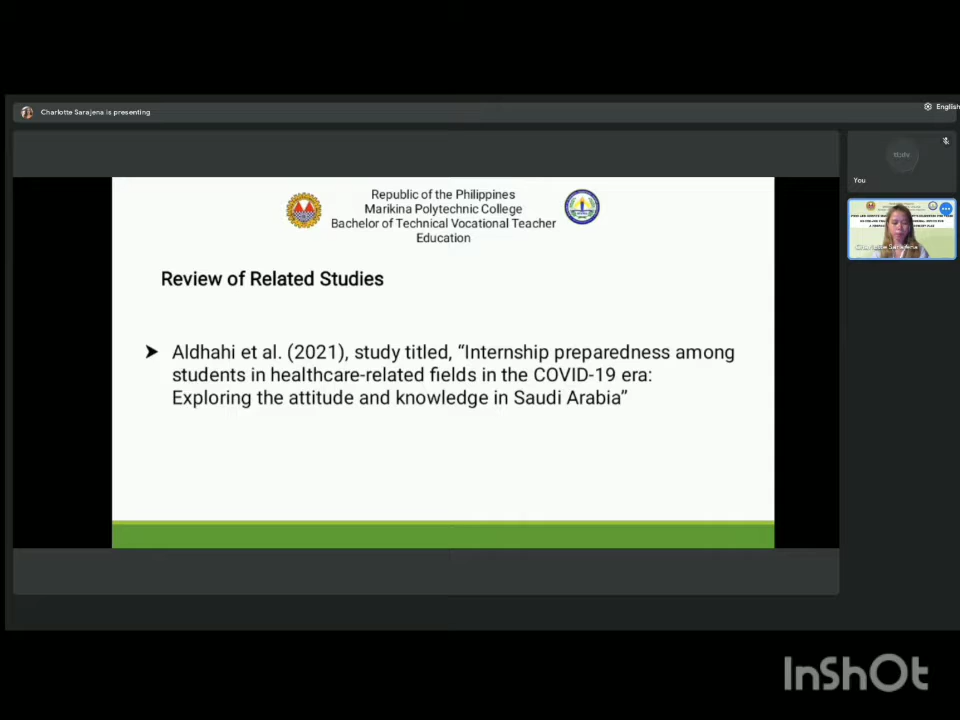 Charlotte Sarajena is presenting
English
You
Charlotte Sarajena
Republic of the Philippines
Marikina Polytechnic College
Bachelor of Technical Vocational Teacher
Education
Review of Related Studies
➤ Aldhahi et al. (2021), study titled, “Internship preparedness among
students in healthcare-related fields in the COVID-19 era:
Exploring the attitude and knowledge in Saudi Arabia”
InShOt